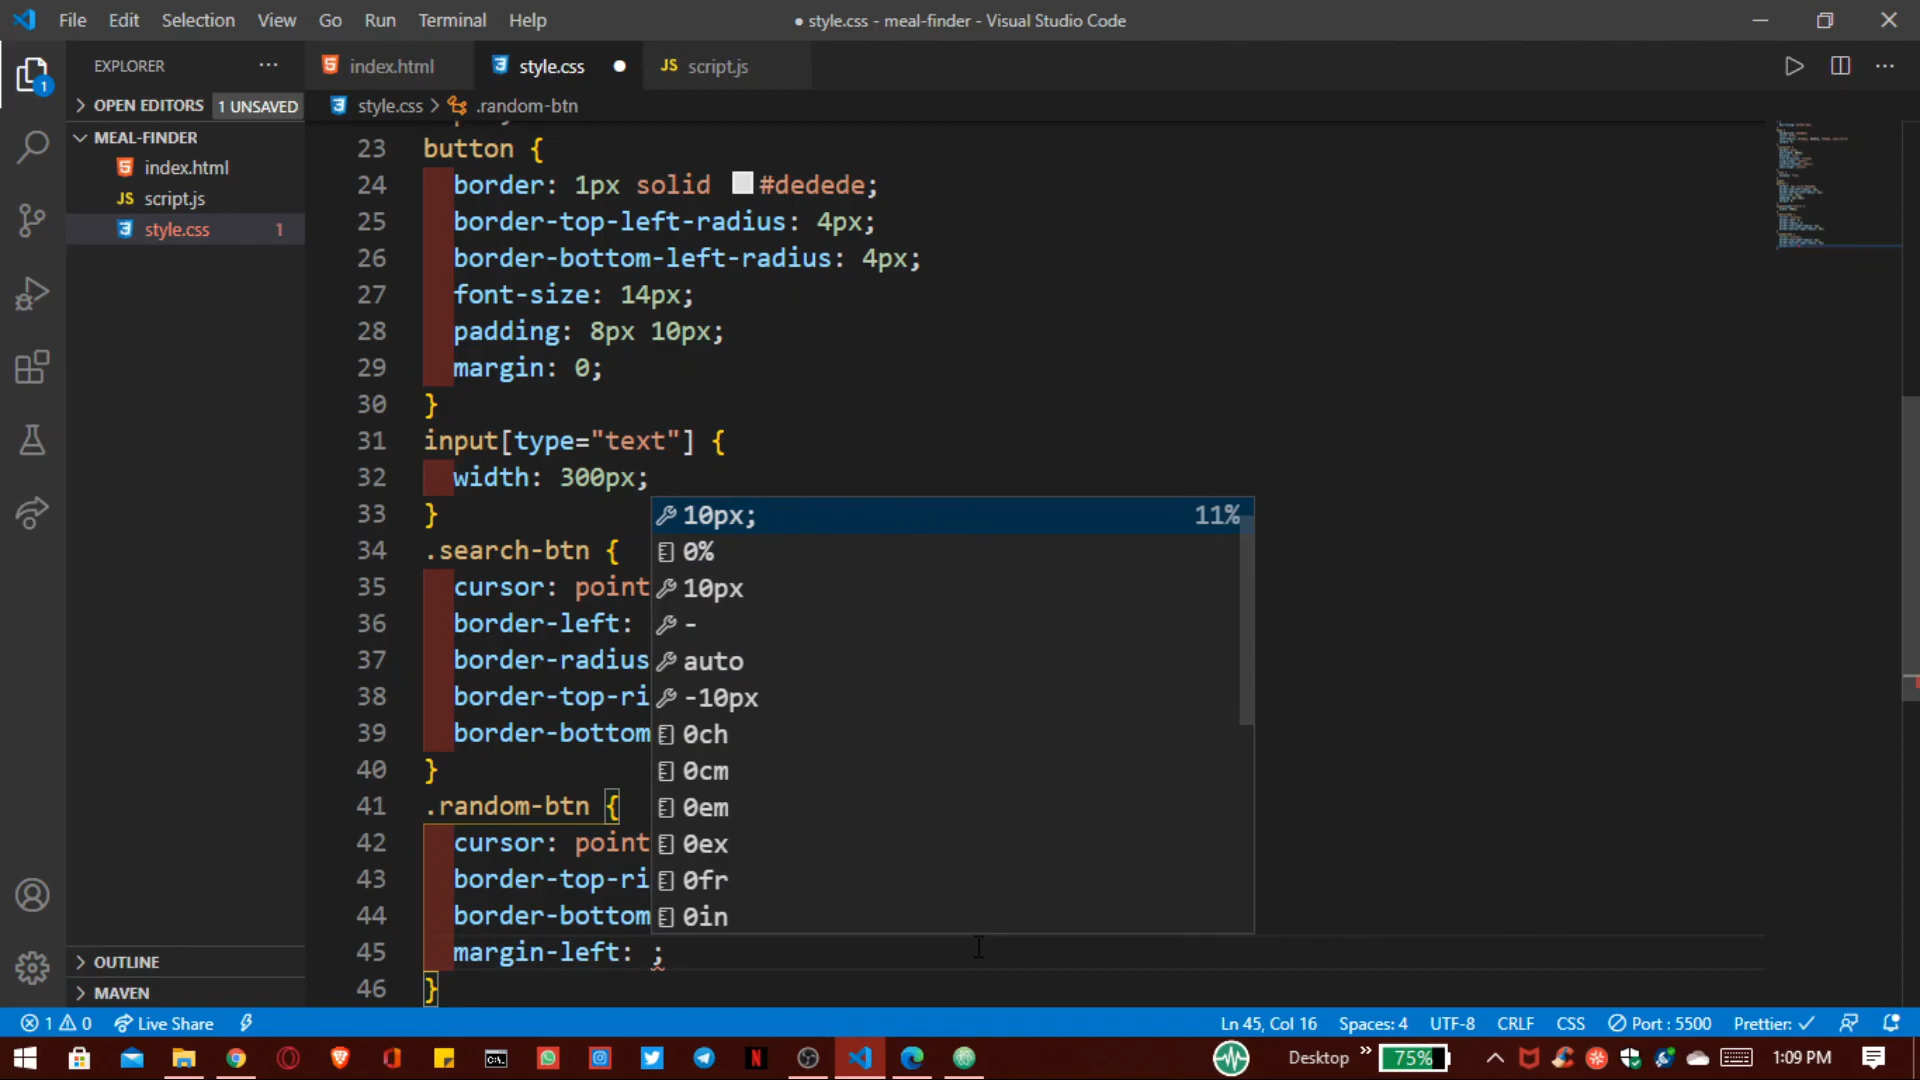 File Edit Selection View Go Run Terminal Help
● style.css - meal-finder - Visual Studio Code
EXPLORER
index.html
style.css
JS script.js
OPEN EDITORS 1 UNSAVED
style.css > .random-btn
MEAL-FINDER
index.html
JS script.js
style.css 1
23 button {
24 border: 1px solid #dedede;
25 border-top-left-radius: 4px;
26 border-bottom-left-radius: 4px;
27 font-size: 14px;
28 padding: 8px 10px;
29 margin: 0;
30 }
31 input[type="text"] {
32 width: 300px;
33 }
34 .search-btn {
35 cursor: point
36 border-left:
37 border-radius
38 border-top-ri
39 border-bottom
40 }
41 .random-btn {
42 cursor: point
43 border-top-ri
44 border-bottom
45 margin-left: ;
46 }
10px; 11%
0%
10px
-
auto
-10px
0ch
0cm
0em
0ex
0fr
0in
OUTLINE
MAVEN
1 0 Live Share
Ln 45, Col 16 Spaces: 4 UTF-8 CRLF CSS Port : 5500 Prettier: ✓
Desktop » 75% 1:09 PM